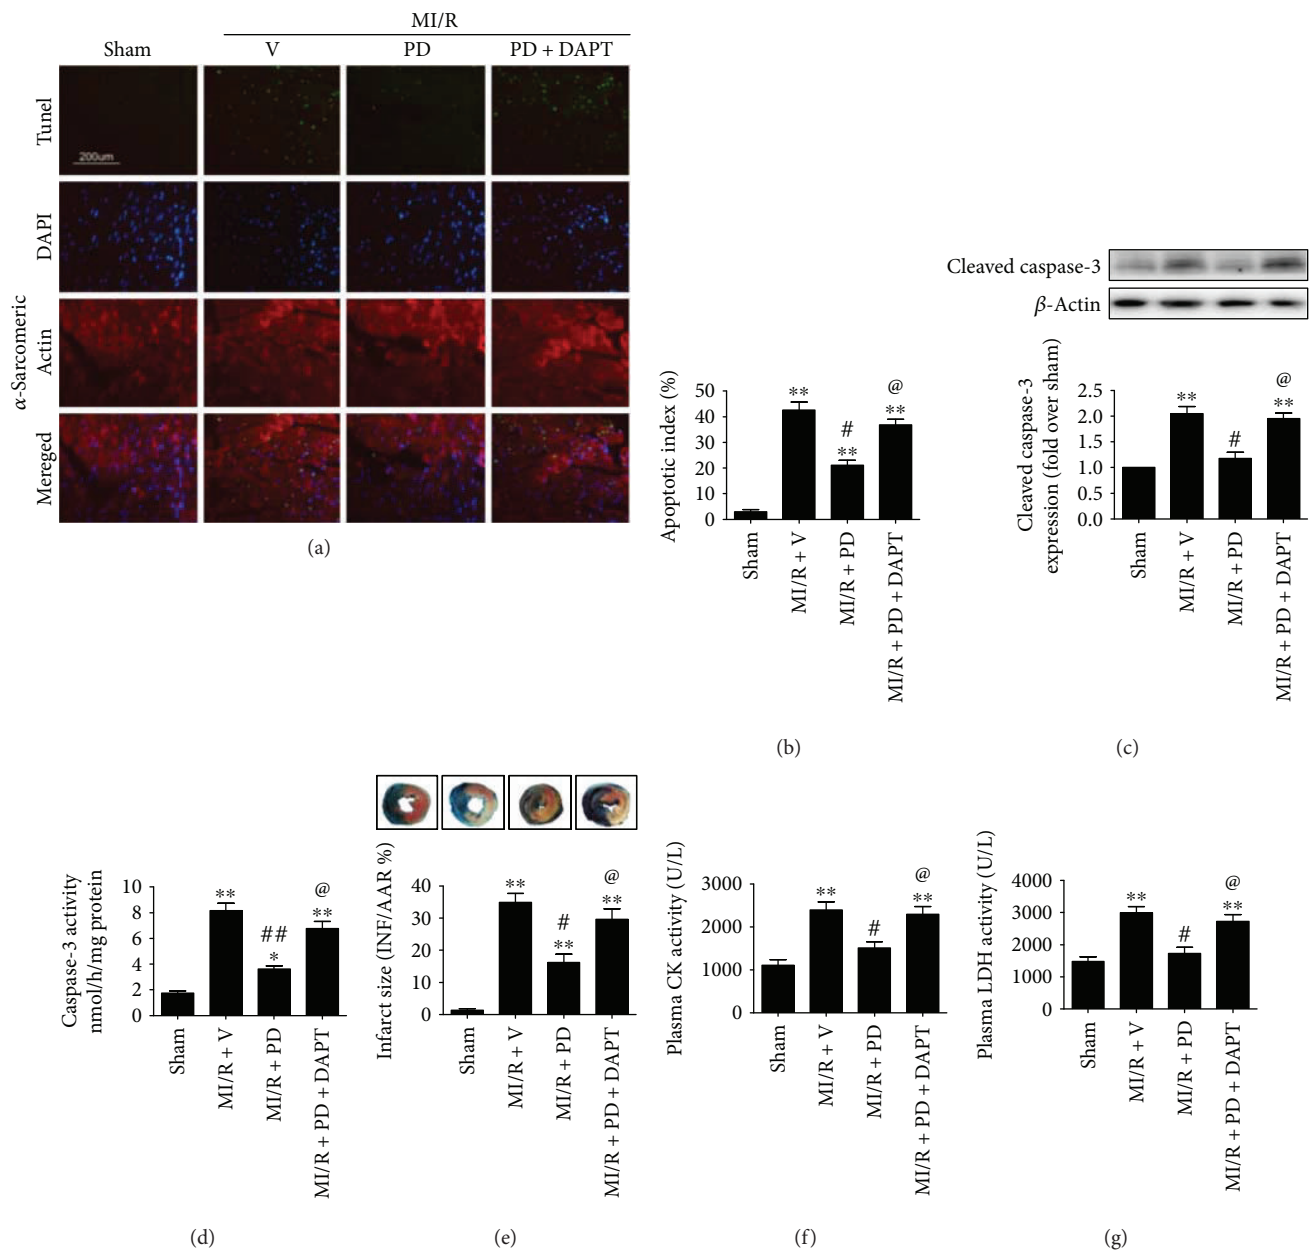 MI/R
Sham V PD PD + DAPT
Tunel
200um
DAPI
α-Sarcomeric
Actin
Mereged
(a)
Apoptotic index (%)
50
40
30
20
10
0
**
#
**
@
**
Sham
MI/R + V
MI/R + PD
MI/R + PD + DAPT
(b)
Cleaved caspase-3
β-Actin
Cleaved caspase-3
expression (fold over sham)
2.5
2.0
1.5
1.0
0.5
0.0
**
#
@
**
Sham
MI/R + V
MI/R + PD
MI/R + PD + DAPT
(c)
Caspase-3 activity
nmol/h/mg protein
10
8
6
4
2
0
**
##
*
@
**
Sham
MI/R + V
MI/R + PD
MI/R + PD + DAPT
(d)
Infarct size (INF/AAR %)
40
30
20
10
0
**
#
**
@
**
Sham
MI/R + V
MI/R + PD
MI/R + PD + DAPT
(e)
Plasma CK activity (U/L)
3000
2000
1000
0
**
#
@
**
Sham
MI/R + V
MI/R + PD
MI/R + PD + DAPT
(f)
Plasma LDH activity (U/L)
4000
3000
2000
1000
0
**
#
@
**
Sham
MI/R + V
MI/R + PD
MI/R + PD + DAPT
(g)